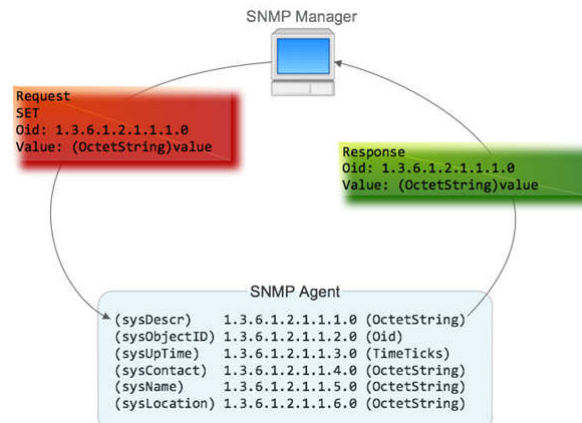 SNMP Manager
Request
SET
Oid: 1.3.6.1.2.1.1.1.0
Value: (OctetString)value
Response
Oid: 1.3.6.1.2.1.1.1.0
Value: (OctetString)value
SNMP Agent
(sysDescr) 1.3.6.1.2.1.1.1.0 (OctetString)
(sysObjectID) 1.3.6.1.2.1.1.2.0 (Oid)
(sysUpTime) 1.3.6.1.2.1.1.3.0 (TimeTicks)
(sysContact) 1.3.6.1.2.1.1.4.0 (OctetString)
(sysName) 1.3.6.1.2.1.1.5.0 (OctetString)
(sysLocation) 1.3.6.1.2.1.1.6.0 (OctetString)